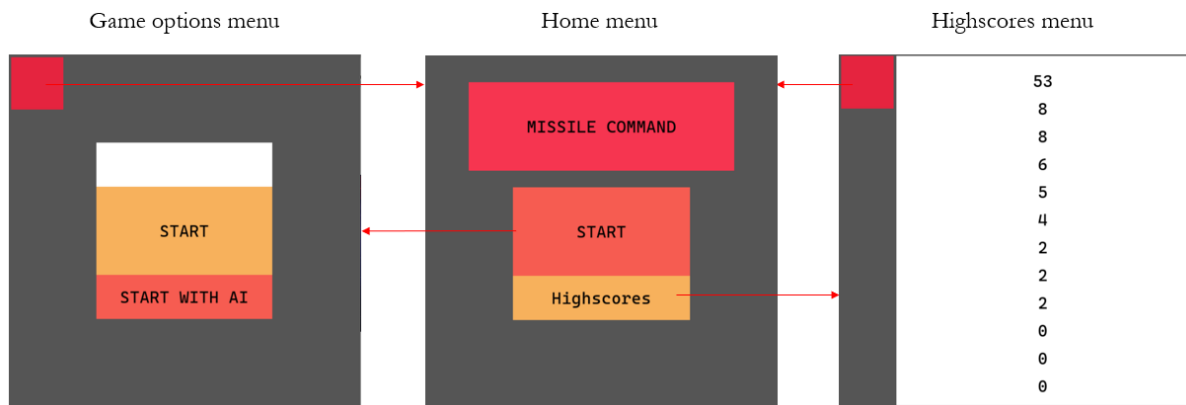 Game options menu
Home menu
Highscores menu
MISSILE COMMAND
START
START WITH AI
START
Highscores
53
8
8
6
5
4
2
2
2
0
0
0